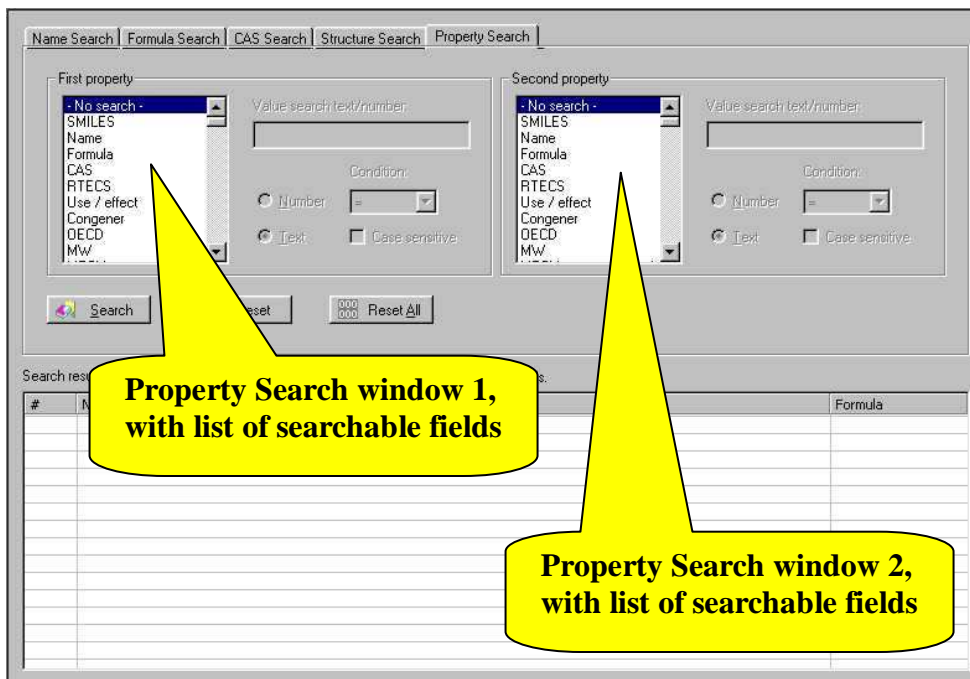 Name Search Formula Search CAS Search Structure Search Property Search
First property
- No search -
SMILES
Name
Formula
CAS
RTECS
Use / effect
Congener
OECD
MW
Value search text/number:
Condition:
Number =
Text Case sensitive
Second property
- No search -
SMILES
Name
Formula
CAS
RTECS
Use / effect
Congener
OECD
MW
Value search text/number:
Condition:
Number =
Text Case sensitive
Search Reset All
Search
# Formula
Property Search window 1,
with list of searchable fields
Property Search window 2,
with list of searchable fields